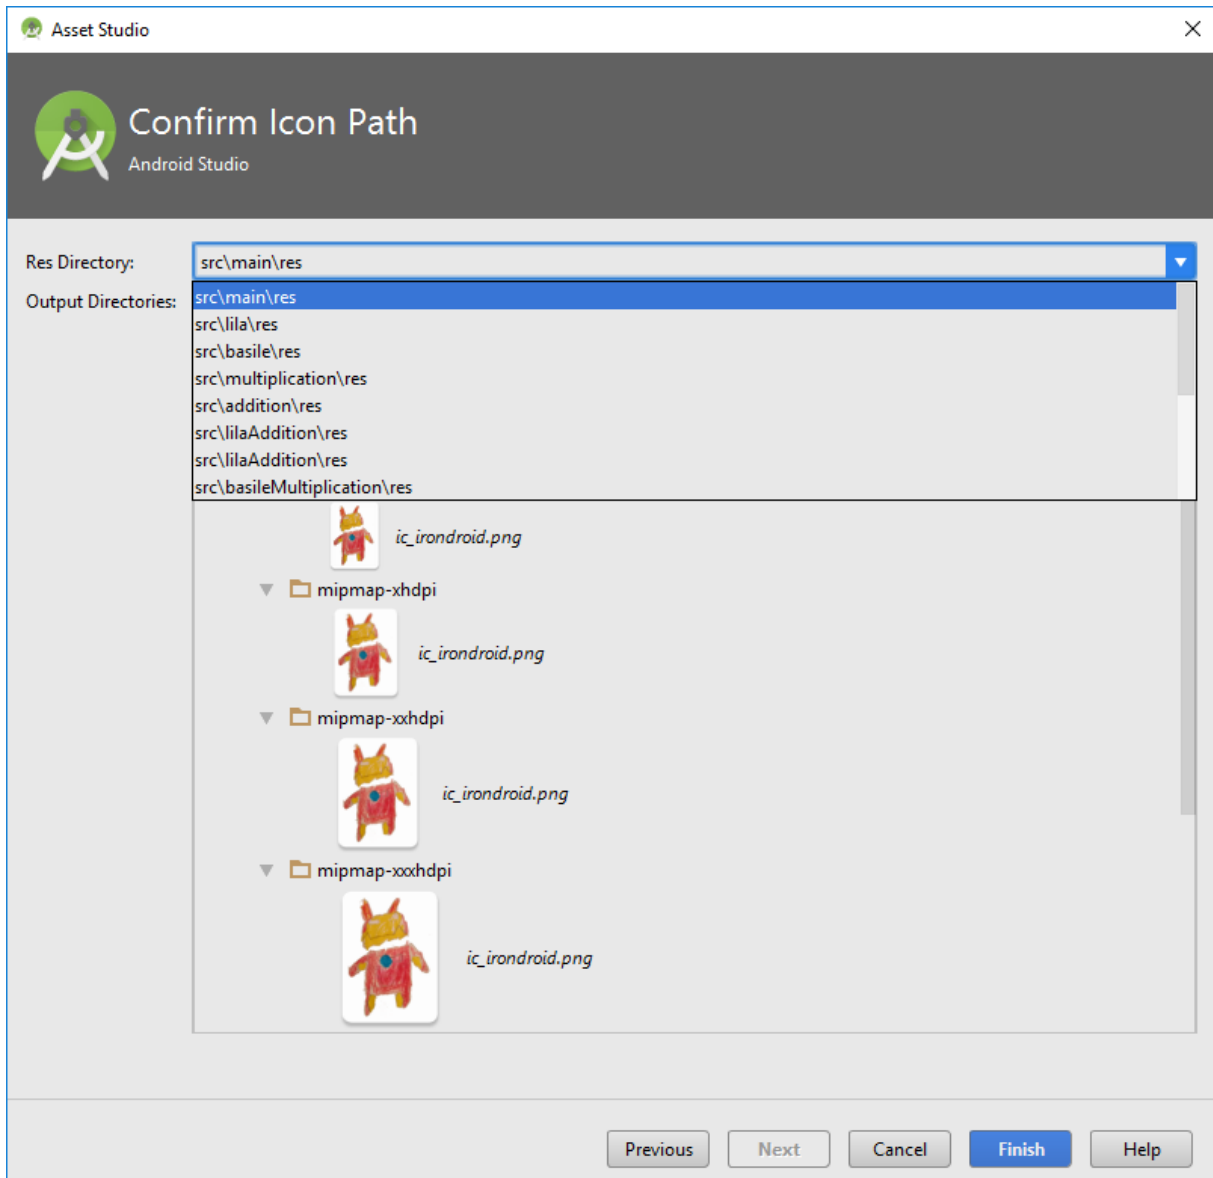 Asset Studio
Confirm Icon Path
Android Studio
Res Directory:
src\main\res
Output Directories:
src\main\res
src\lila\res
src\basile\res
src\multiplication\res
src\addition\res
src\lilaAddition\res
src\lilaAddition\res
src\basileMultiplication\res
ic_irondroid.png
mipmap-xhdpi
ic_irondroid.png
mipmap-xxhdpi
ic_irondroid.png
mipmap-xxxhdpi
ic_irondroid.png
Previous Next Cancel Finish Help